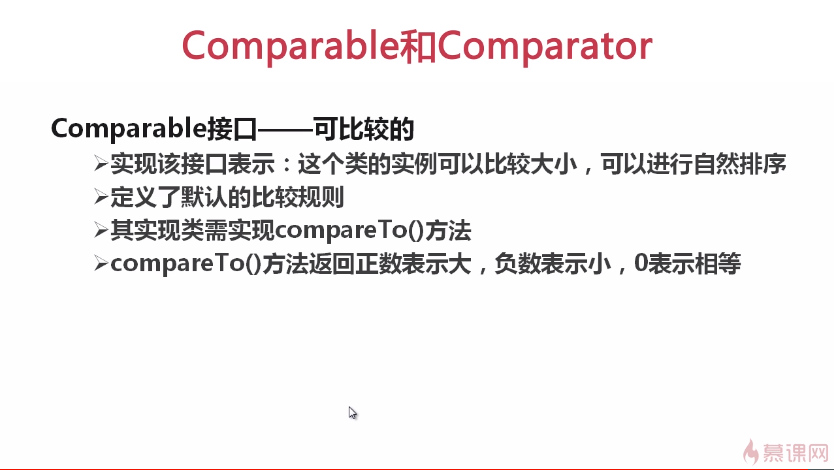 Comparable和Comparator
Comparable接口——可比较的
➢实现该接口表示：这个类的实例可以比较大小，可以进行自然排序
➢定义了默认的比较规则
➢其实现类需实现compareTo()方法
➢compareTo()方法返回正数表示大，负数表示小，0表示相等
慕课网